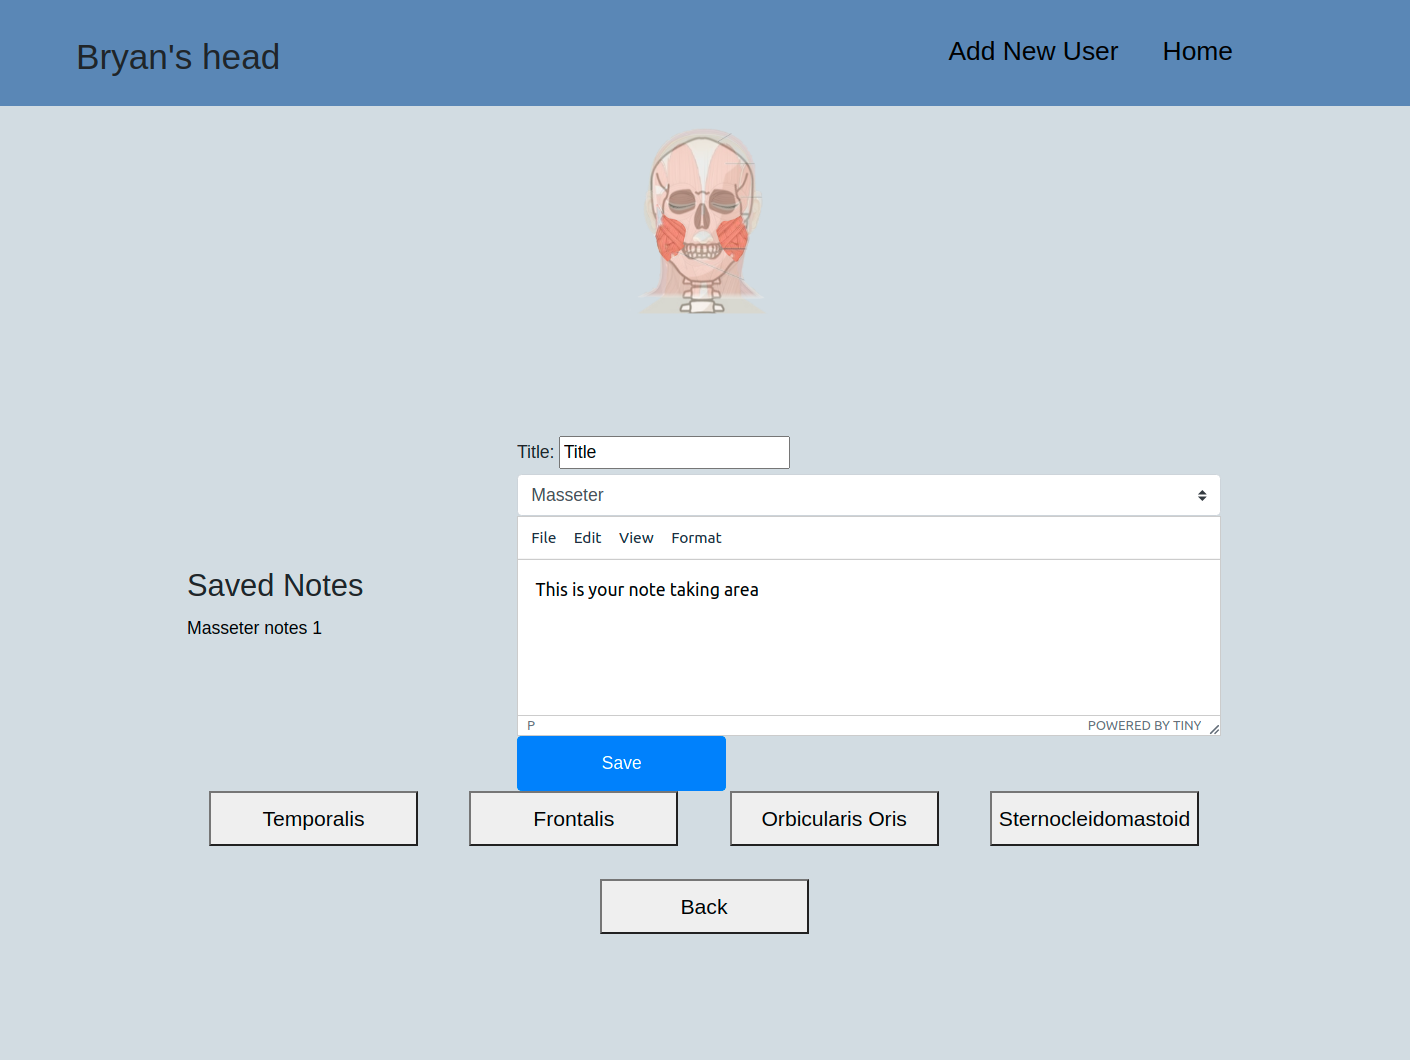 Bryan's head
Add New User Home
Title: Title
Masseter
File Edit View Format
This is your note taking area
Saved Notes
Masseter notes 1
P POWERED BY TINY
Save
Temporalis Frontalis Orbicularis Oris Sternocleidomastoid
Back